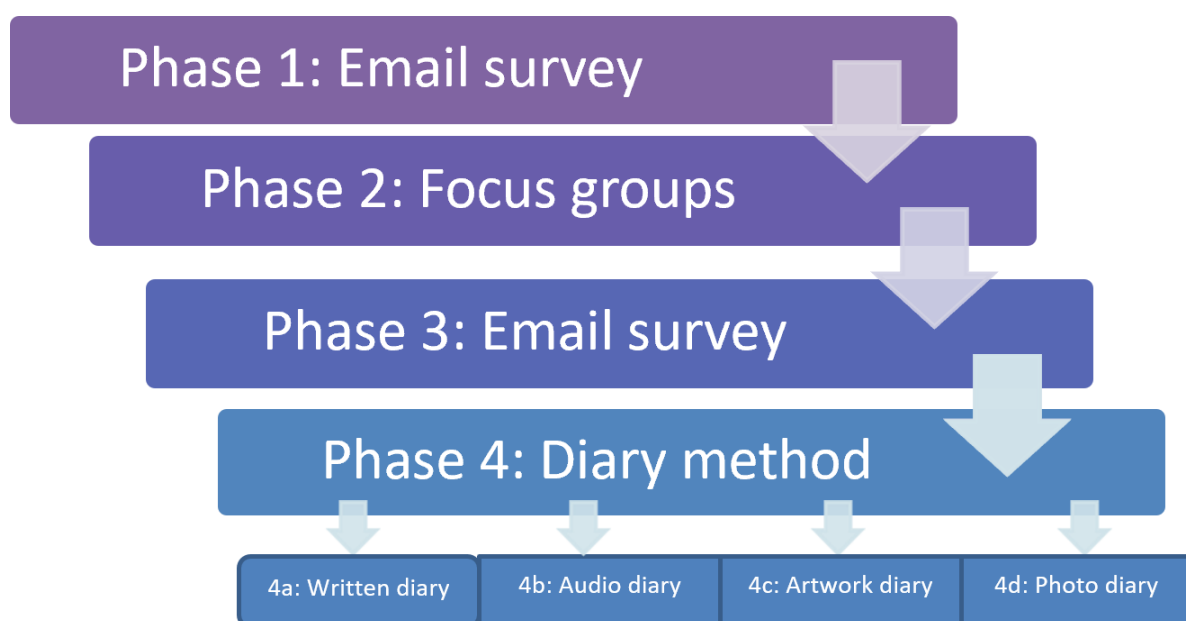 Phase 1: Email survey
Phase 2: Focus groups
Phase 3: Email survey
Phase 4: Diary method
4a: Written diary
4b: Audio diary
4c: Artwork diary
4d: Photo diary